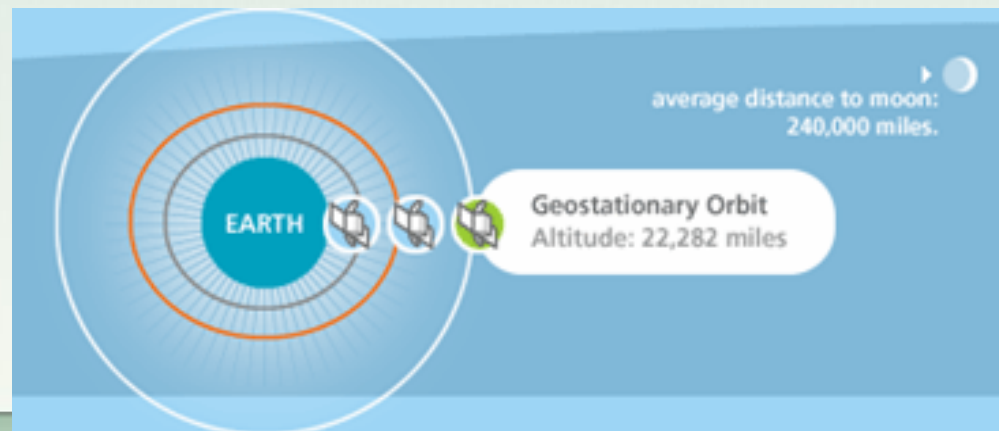 average distance to moon:
240,000 miles.
EARTH
Geostationary Orbit
Altitude: 22,282 miles